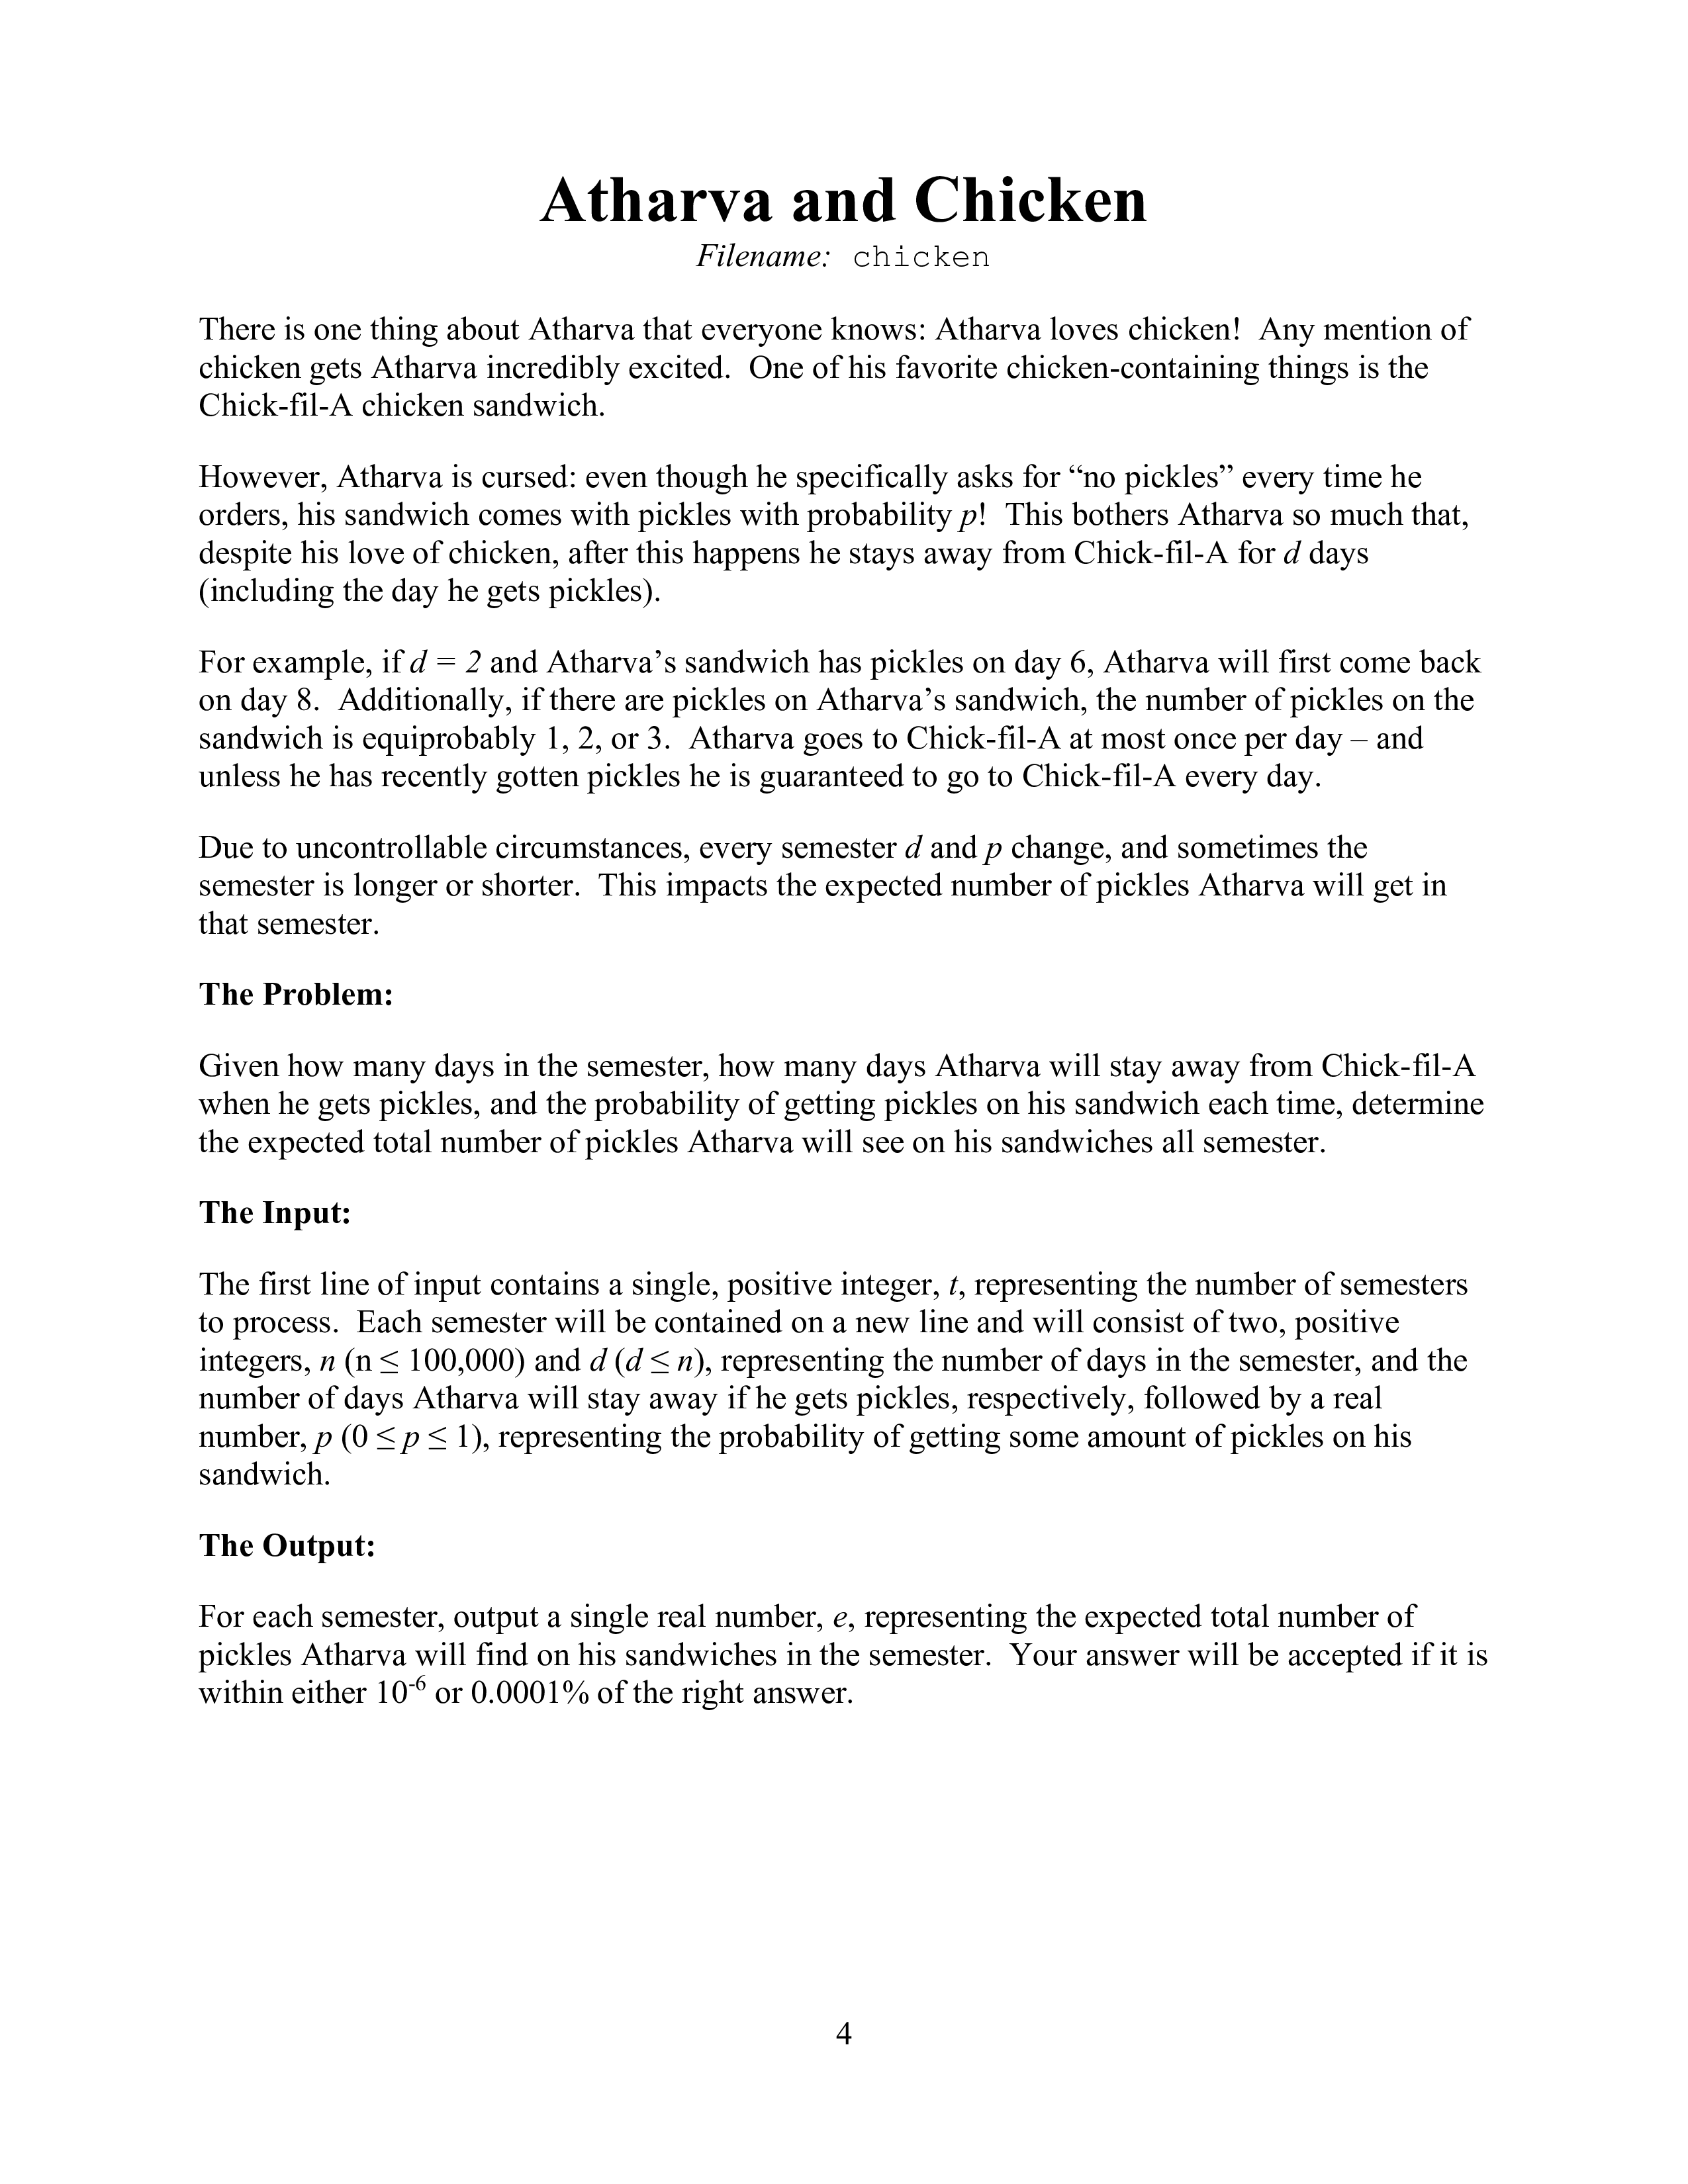 Atharva and Chicken
Filename: chicken
There is one thing about Atharva that everyone knows: Atharva loves chicken! Any mention of
chicken gets Atharva incredibly excited. One of his favorite chicken-containing things is the
Chick-fil-A chicken sandwich.
However, Atharva is cursed: even though he specifically asks for “no pickles” every time he
orders, his sandwich comes with pickles with probability p! This bothers Atharva so much that,
despite his love of chicken, after this happens he stays away from Chick-fil-A for d days
(including the day he gets pickles).
For example, if d = 2 and Atharva’s sandwich has pickles on day 6, Atharva will first come back
on day 8. Additionally, if there are pickles on Atharva’s sandwich, the number of pickles on the
sandwich is equiprobably 1, 2, or 3. Atharva goes to Chick-fil-A at most once per day – and
unless he has recently gotten pickles he is guaranteed to go to Chick-fil-A every day.
Due to uncontrollable circumstances, every semester d and p change, and sometimes the
semester is longer or shorter. This impacts the expected number of pickles Atharva will get in
that semester.
The Problem:
Given how many days in the semester, how many days Atharva will stay away from Chick-fil-A
when he gets pickles, and the probability of getting pickles on his sandwich each time, determine
the expected total number of pickles Atharva will see on his sandwiches all semester.
The Input:
The first line of input contains a single, positive integer, t, representing the number of semesters
to process. Each semester will be contained on a new line and will consist of two, positive
integers, n (n ≤ 100,000) and d (d ≤ n), representing the number of days in the semester, and the
number of days Atharva will stay away if he gets pickles, respectively, followed by a real
number, p (0 ≤ p ≤ 1), representing the probability of getting some amount of pickles on his
sandwich.
The Output:
For each semester, output a single real number, e, representing the expected total number of
pickles Atharva will find on his sandwiches in the semester. Your answer will be accepted if it is
within either 10⁻⁶ or 0.0001% of the right answer.
4